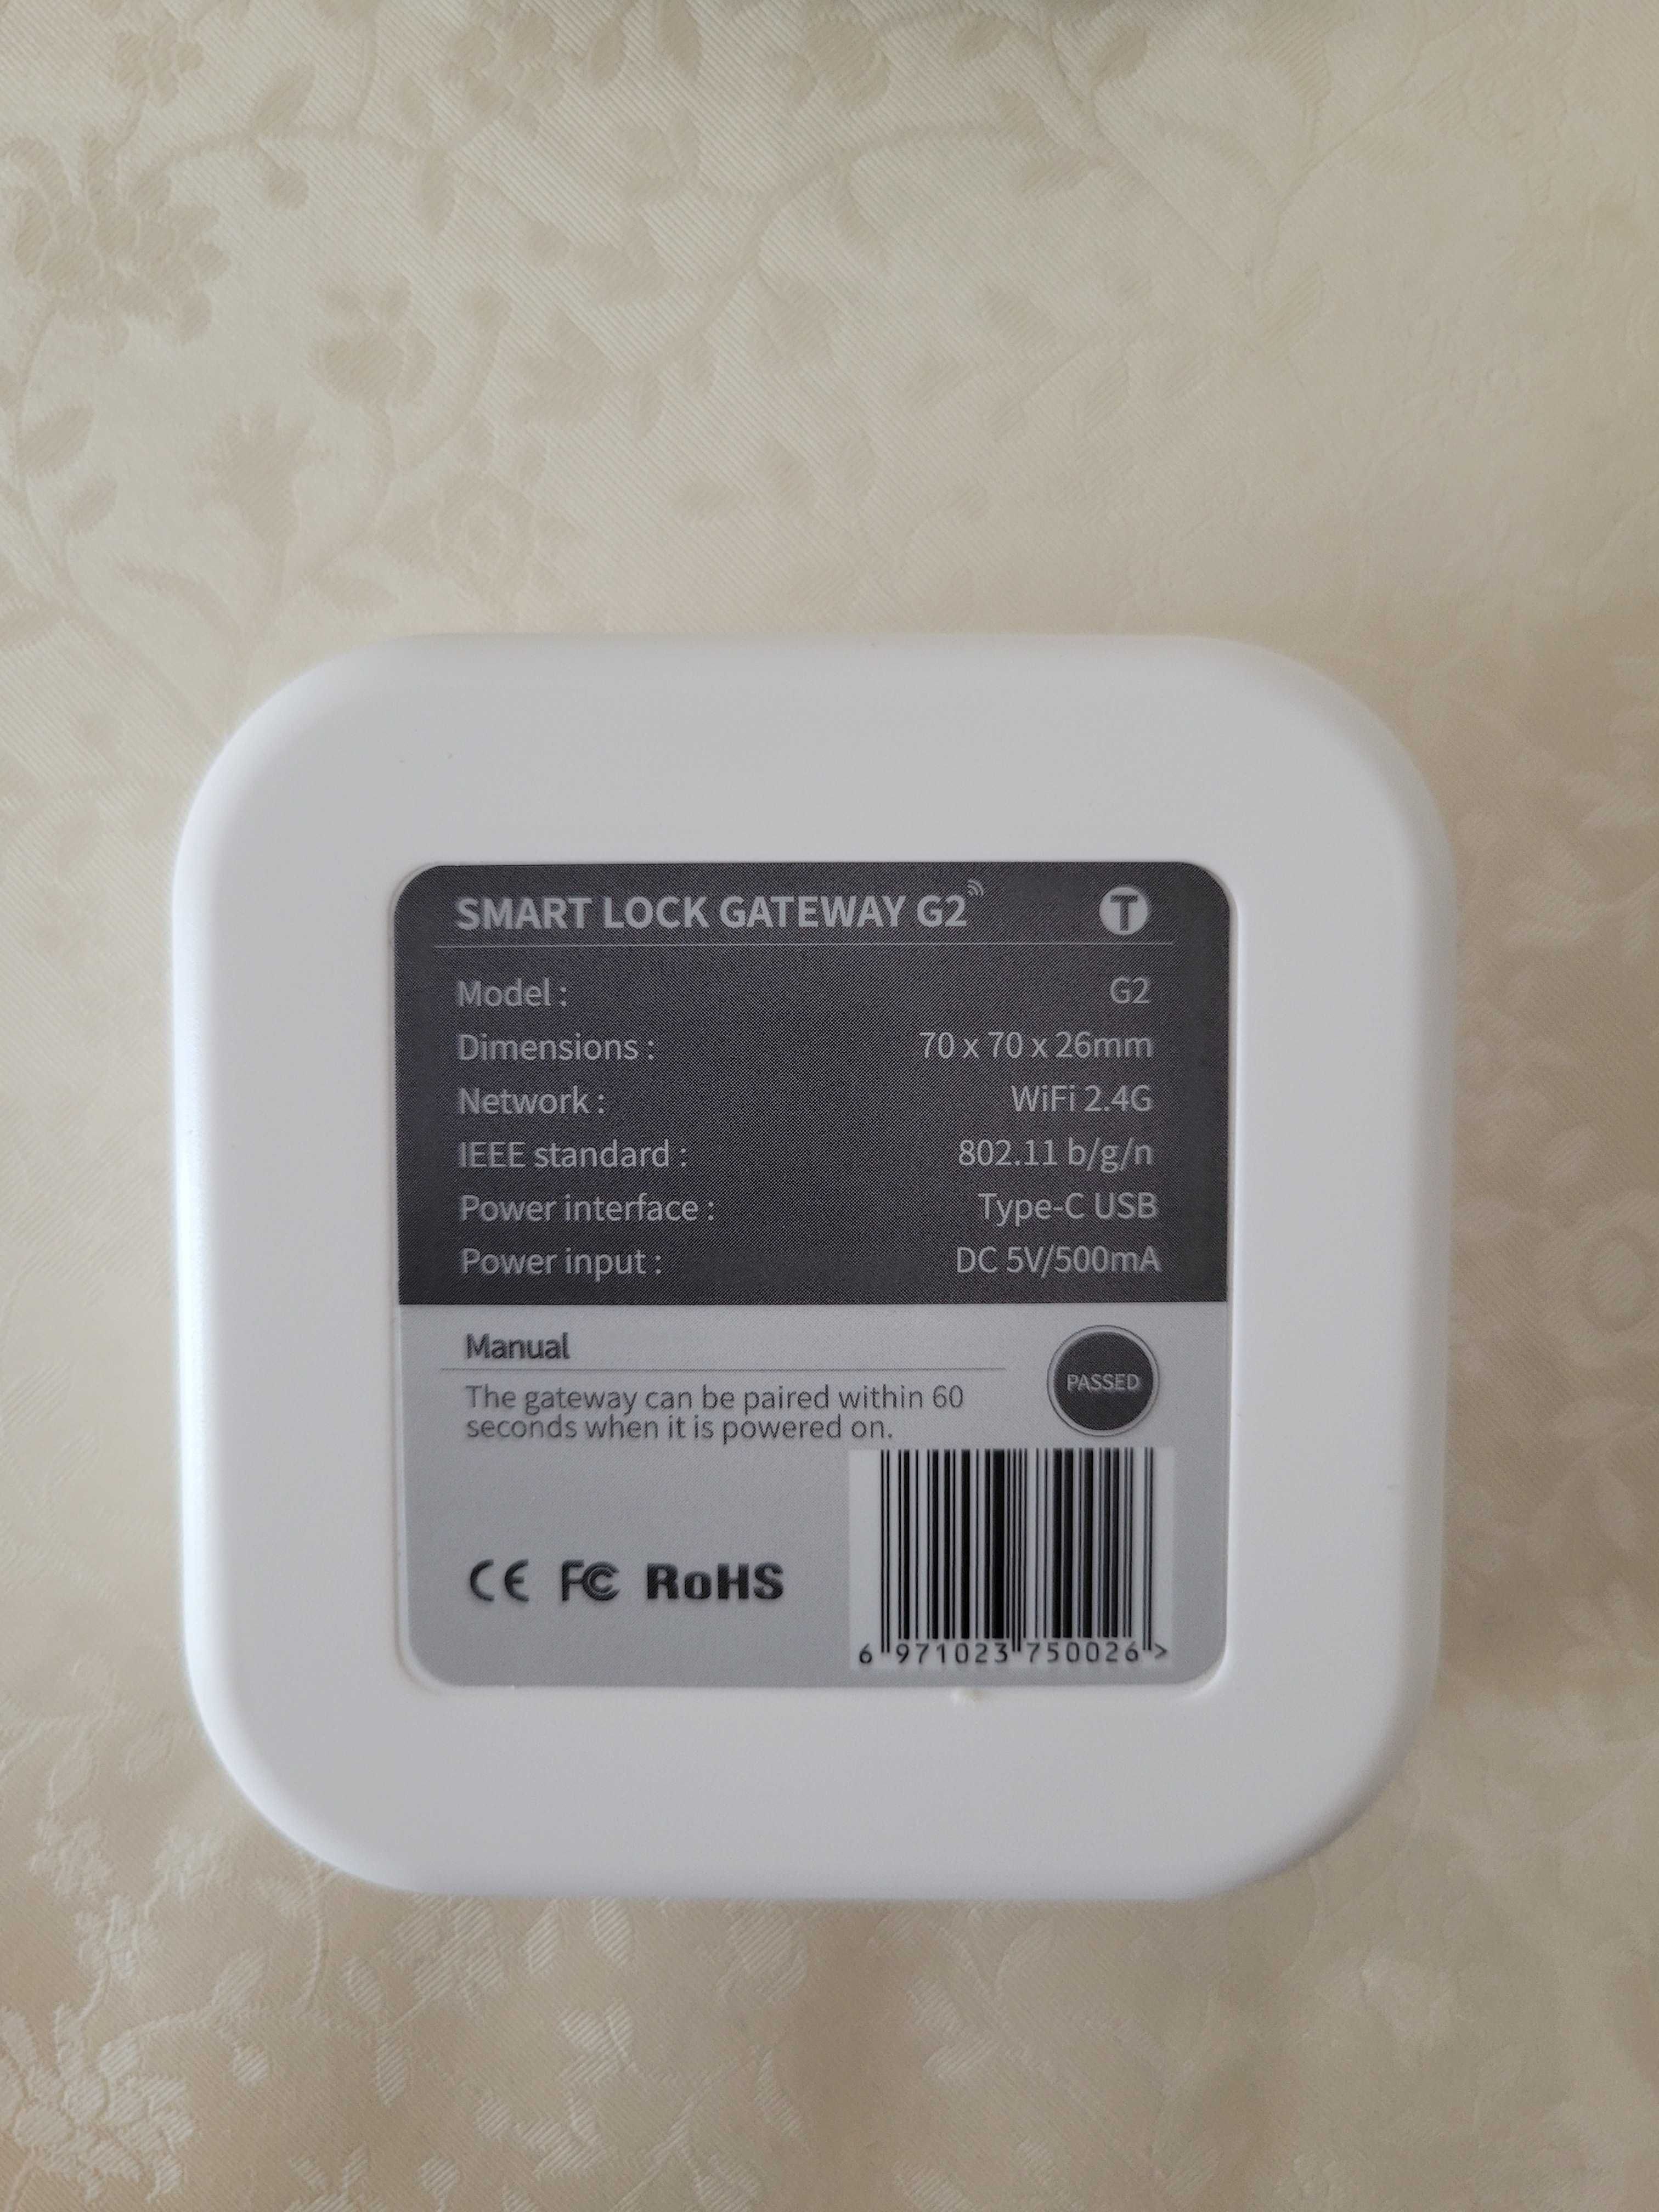 SMART LOCK GATEWAY G2 T
Model : G2
Dimensions : 70 x 70 x 26mm
Network : WiFi 2.4G
IEEE standard : 802.11 b/g/n
Power interface : Type-C USB
Power input : DC 5V/500mA
Manual
PASSED
The gateway can be paired within 60
seconds when it is powered on.
CE FC RoHS
6 971023 750026 >